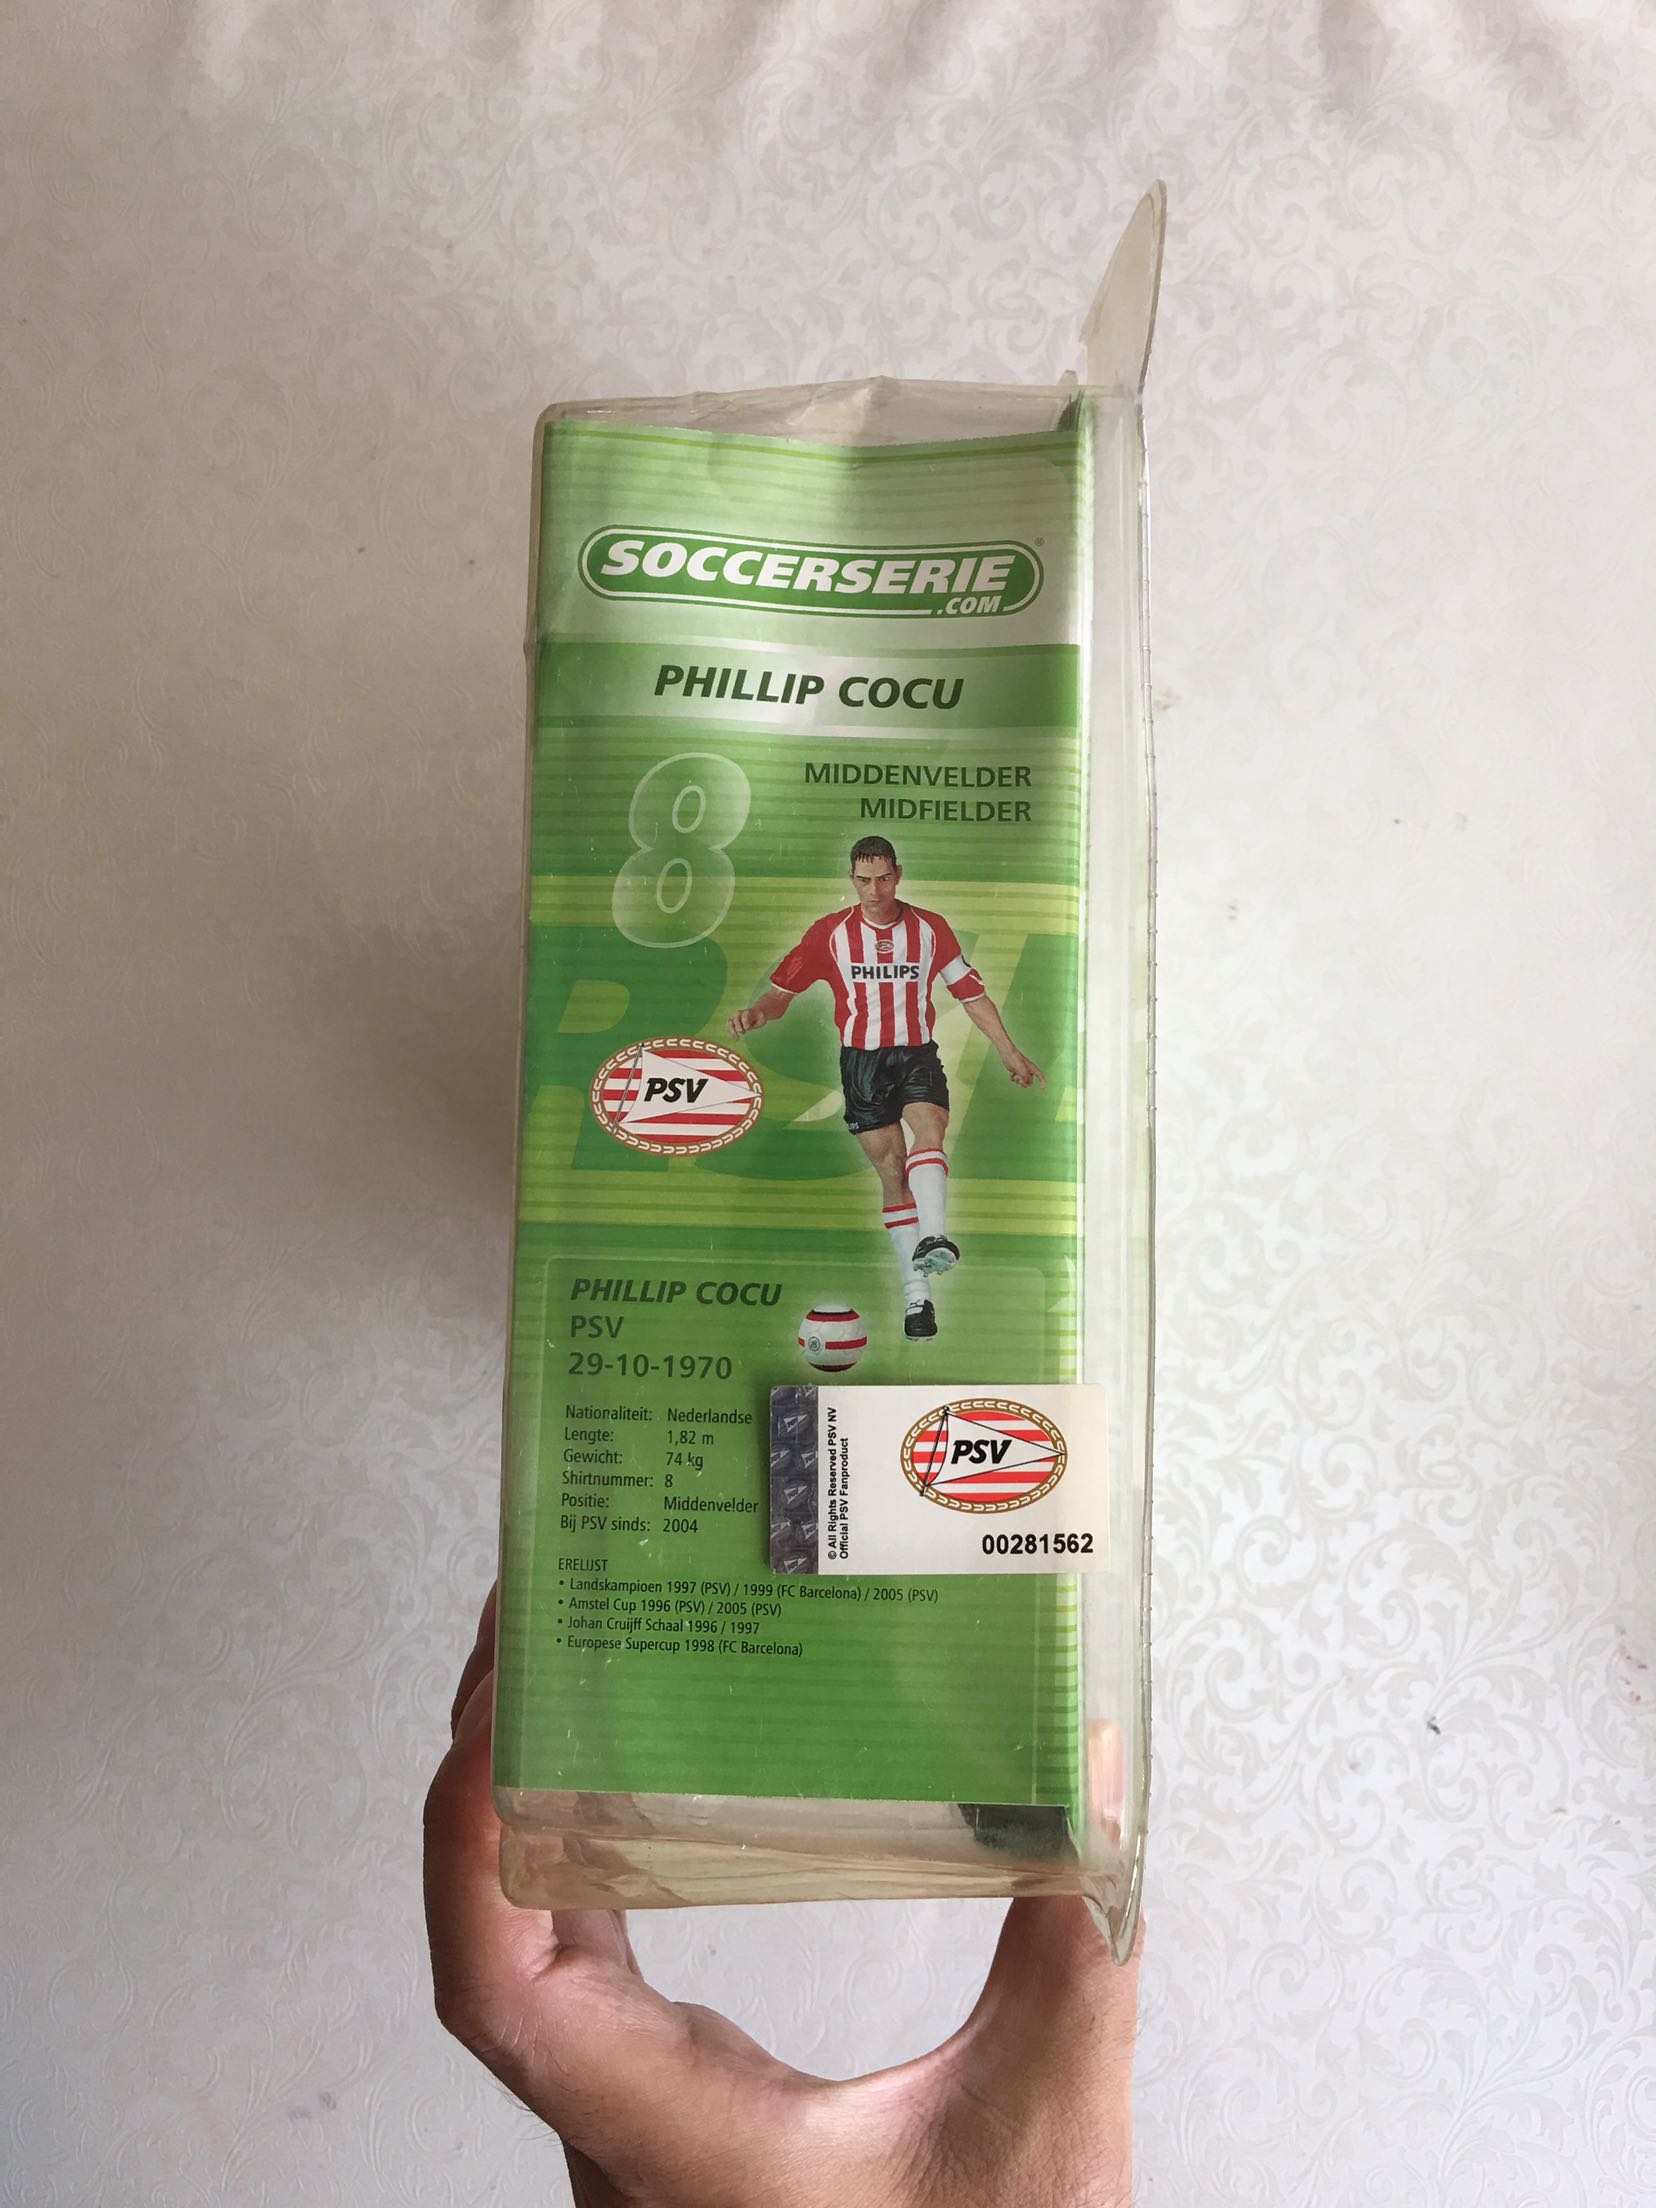 SOCCERSERIE®
.COM
PHILLIP COCU
8
MIDDENVELDER
MIDFIELDER
PHILIPS
PSV
PHILLIP COCU
PSV
29-10-1970
Nationaliteit: Nederlandse
Lengte: 1,82 m
Gewicht: 74 kg
Shirtnummer: 8
Positie: Middenvelder
Bij PSV sinds: 2004
© All Rights Reserved PSV NV
Official PSV Fanproduct
PSV
00281562
ERELIJST
• Landskampioen 1997 (PSV) / 1999 (FC Barcelona) / 2005 (PSV)
• Amstel Cup 1996 (PSV) / 2005 (PSV)
• Johan Cruijff Schaal 1996 / 1997
• Europese Supercup 1998 (FC Barcelona)